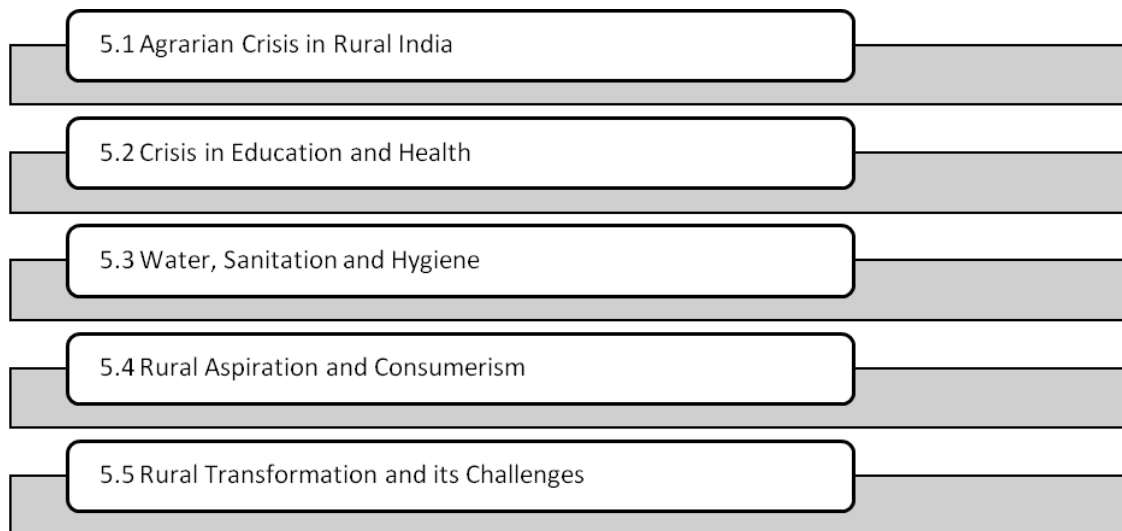 5.1 Agrarian Crisis in Rural India
5.2 Crisis in Education and Health
5.3 Water, Sanitation and Hygiene
5.4 Rural Aspiration and Consumerism
5.5 Rural Transformation and its Challenges